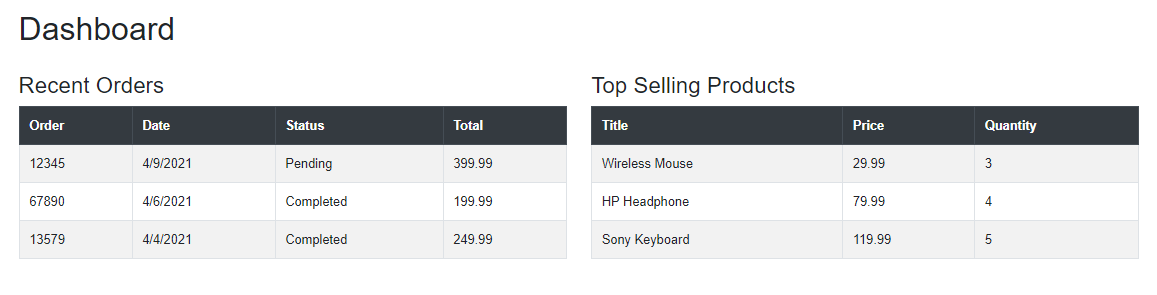 Dashboard
Recent Orders
Order Date Status Total
12345 4/9/2021 Pending 399.99
67890 4/6/2021 Completed 199.99
13579 4/4/2021 Completed 249.99
Top Selling Products
Title Price Quantity
Wireless Mouse 29.99 3
HP Headphone 79.99 4
Sony Keyboard 119.99 5